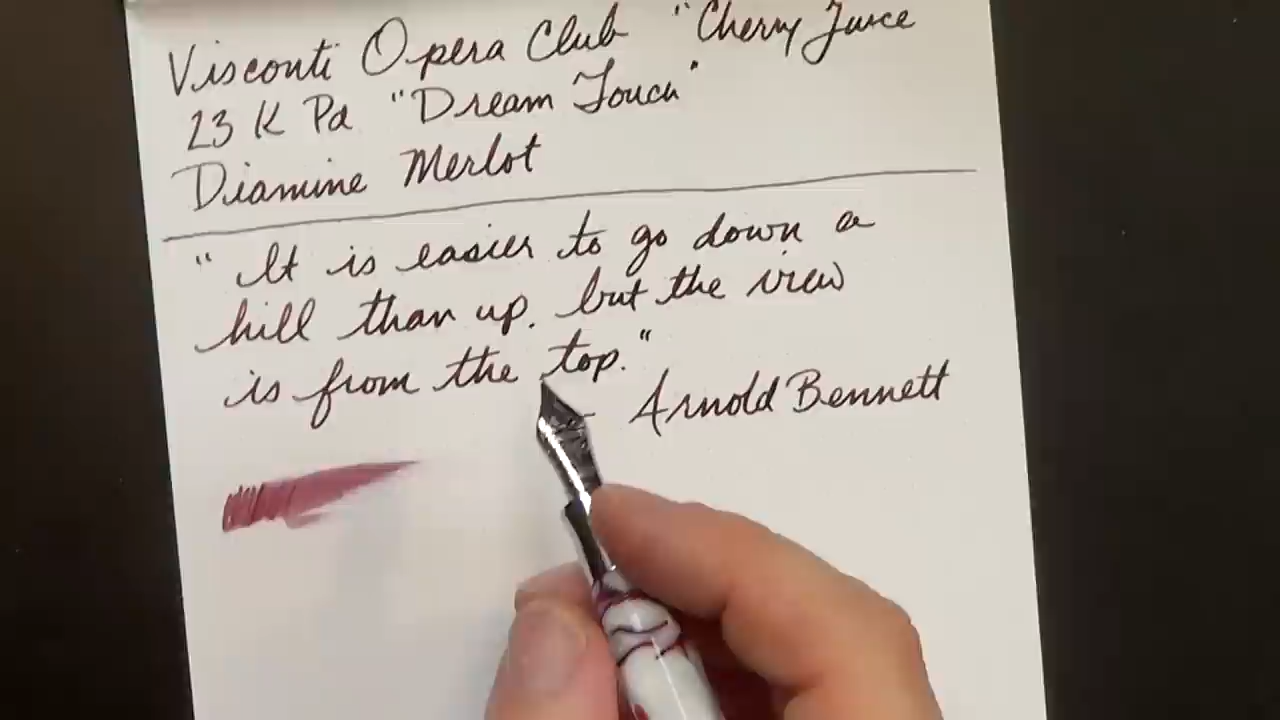 Visconti Opera Club "Cherry Juice
23 K Pd "Dream Touch"
Diamine Merlot
"It is easier to go down a
hill than up, but the view
is from the top."
- Arnold Bennett